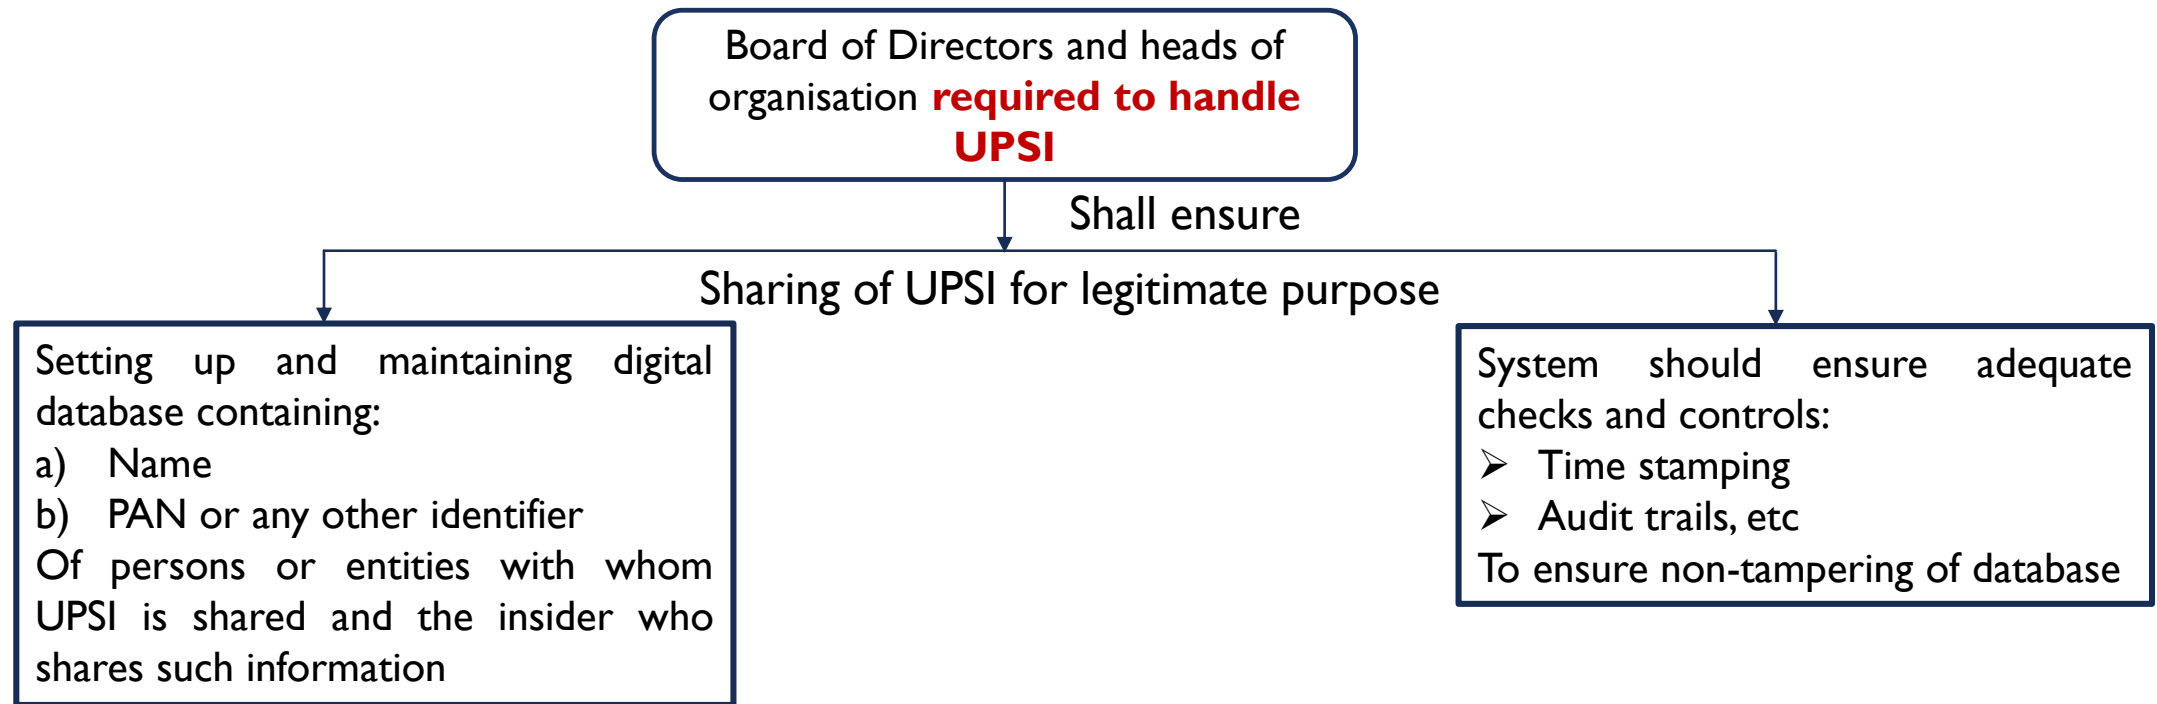 Board of Directors and heads of
organisation required to handle
UPSI
Shall ensure
Sharing of UPSI for legitimate purpose
Setting up and maintaining digital
database containing:
a) Name
b) PAN or any other identifier
Of persons or entities with whom
UPSI is shared and the insider who
shares such information
System should ensure adequate
checks and controls:
➢ Time stamping
➢ Audit trails, etc
To ensure non-tampering of database